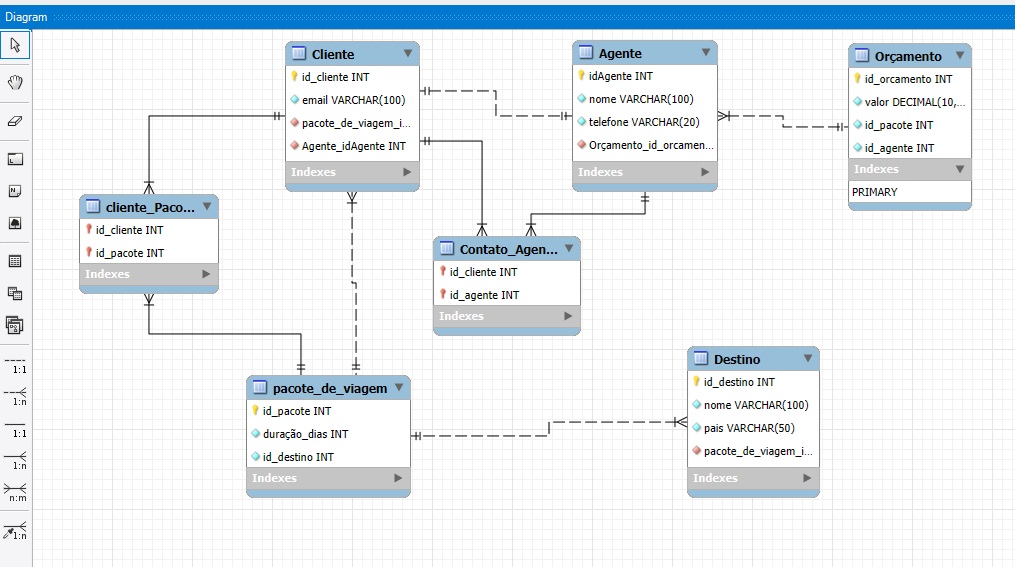 Diagram
Cliente
id_cliente INT
email VARCHAR(100)
pacote_de_viagem_i...
Agente_idAgente INT
Indexes
Agente
idAgente INT
nome VARCHAR(100)
telefone VARCHAR(20)
Orçamento_id_orcamen...
Indexes
Orçamento
id_orcamento INT
valor DECIMAL(10,...
id_pacote INT
id_agente INT
Indexes
PRIMARY
cliente_Paco...
id_cliente INT
id_pacote INT
Indexes
Contato_Agen...
id_cliente INT
id_agente INT
Indexes
pacote_de_viagem
id_pacote INT
duração_dias INT
id_destino INT
Indexes
Destino
id_destino INT
nome VARCHAR(100)
pais VARCHAR(50)
pacote_de_viagem_i...
Indexes
1:1
1:n
1:1
1:n
n:m
1:n